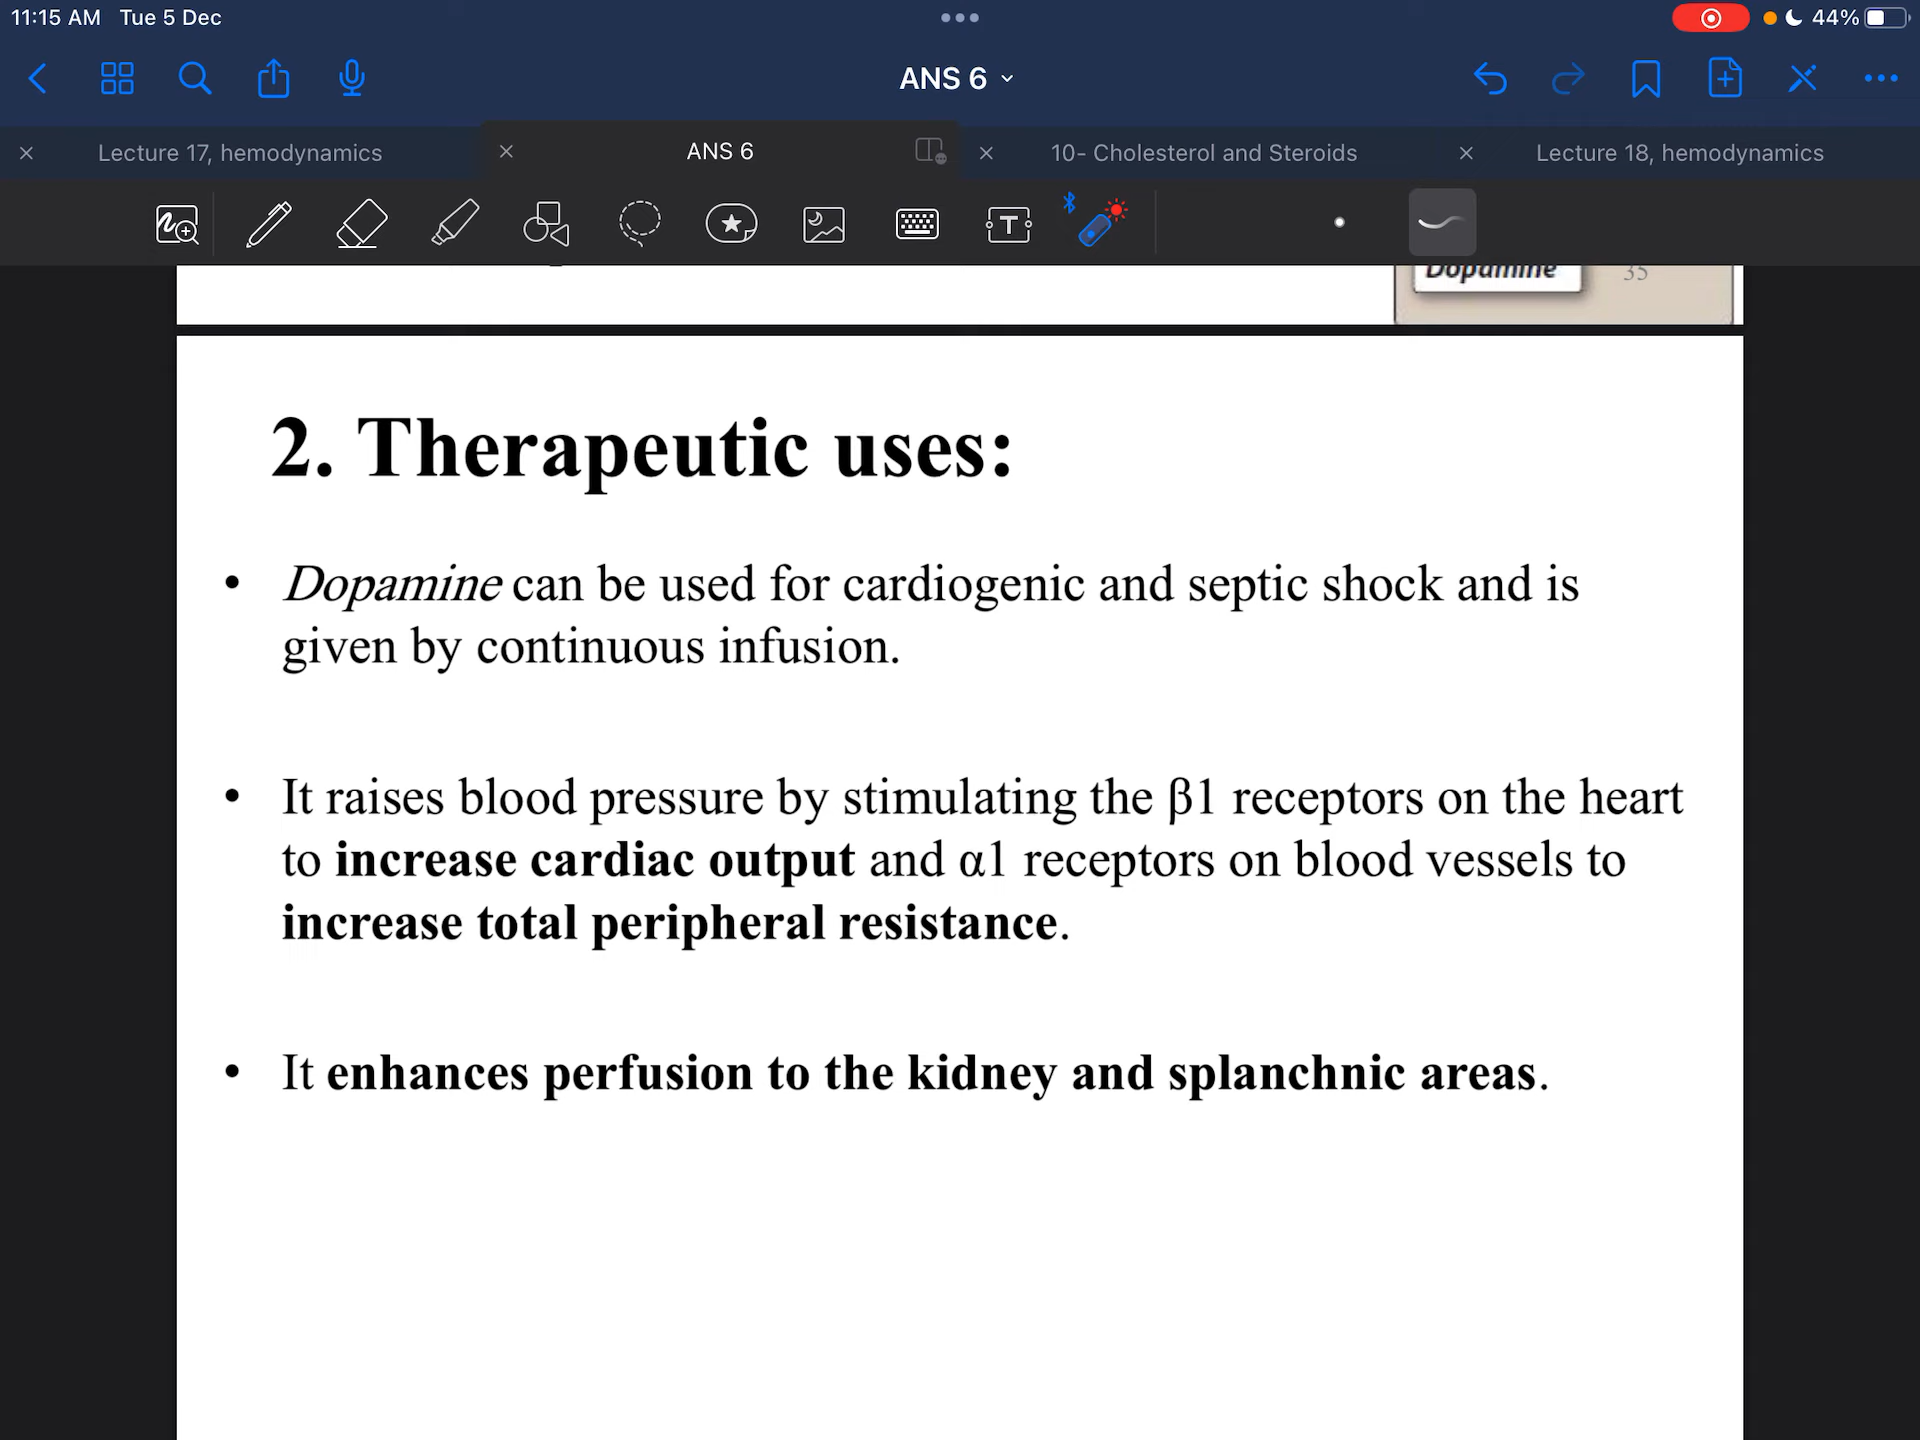 11:15 AM Tue 5 Dec
44%
ANS 6
Lecture 17, hemodynamics
ANS 6
10- Cholesterol and Steroids
Lecture 18, hemodynamics
Dopamine
35
2. Therapeutic uses:
• Dopamine can be used for cardiogenic and septic shock and is
given by continuous infusion.
• It raises blood pressure by stimulating the β1 receptors on the heart
to increase cardiac output and α1 receptors on blood vessels to
increase total peripheral resistance.
• It enhances perfusion to the kidney and splanchnic areas.